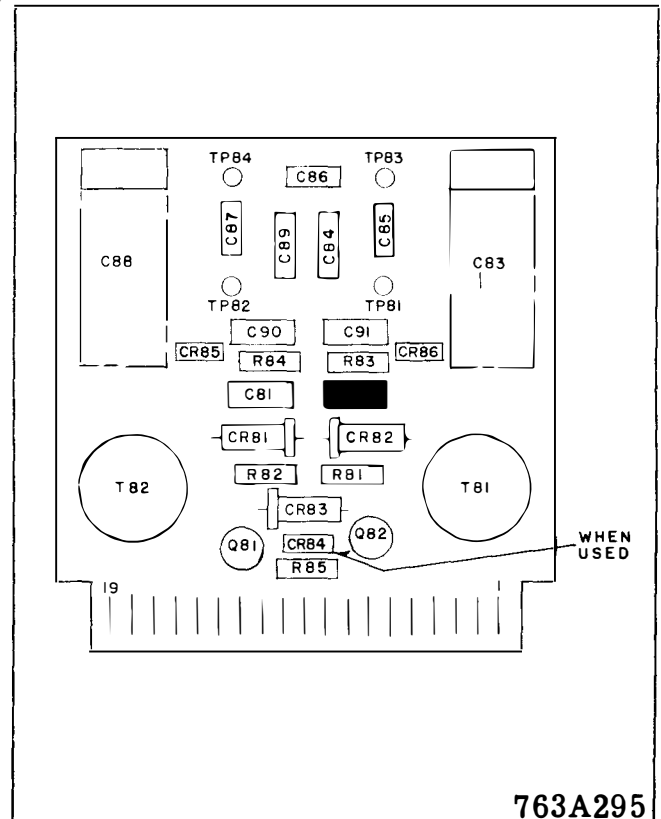 TP84
TP83
C86
C87
C89
C84
C85
C88
C83
TP82
TP81
C90
C91
CR85
CR86
R84
R83
C81
CR81
CR82
R82
R81
T82
T81
CR83
Q81
CR84
Q82
WHEN
USED
R85
19
1
763A295